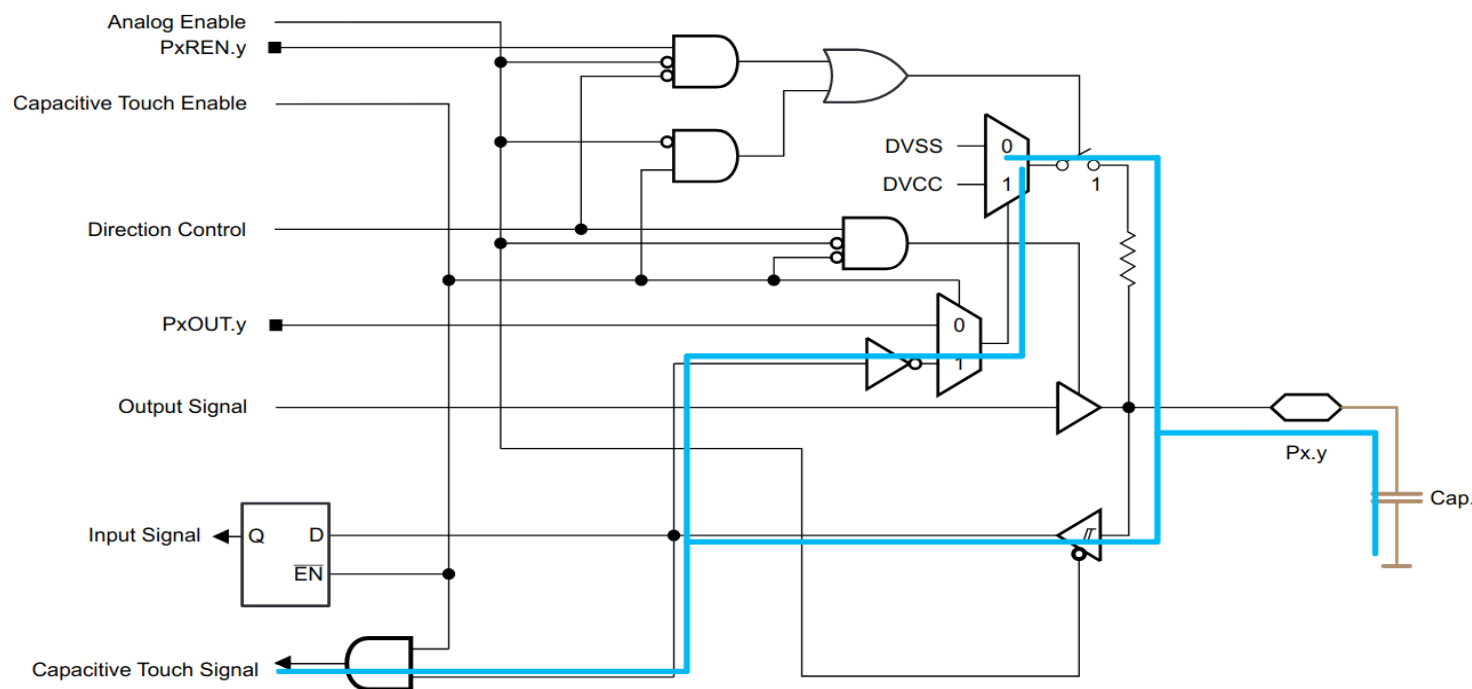 Analog Enable
PxREN.y
Capacitive Touch Enable
DVSS
0
DVCC
1
1
Direction Control
PxOUT.y
0
1
Output Signal
Px.y
Cap.
Input Signal
Q
D
EN
Capacitive Touch Signal